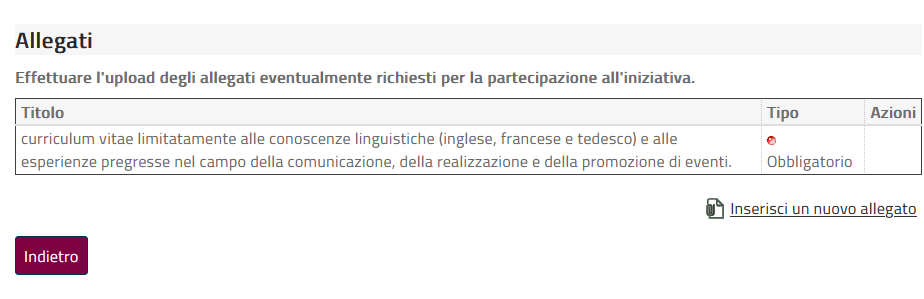 Allegati
Effettuare l'upload degli allegati eventualmente richiesti per la partecipazione all'iniziativa.
Titolo Tipo Azioni
curriculum vitae limitatamente alle conoscenze linguistiche (inglese, francese e tedesco) e alle
esperienze pregresse nel campo della comunicazione, della realizzazione e della promozione di eventi. Obbligatorio
Inserisci un nuovo allegato
Indietro